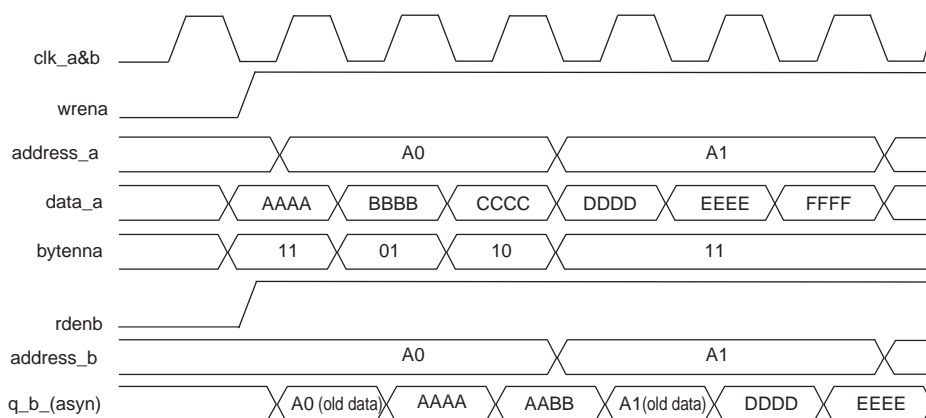 clk_a&b
wrena
address_a A0 A1
data_a AAAA BBBB CCCC DDDD EEEE FFFF
bytenna 11 01 10 11
rdenb
address_b A0 A1
q_b_(asyn) A0 (old data) AAAA AABB A1(old data) DDDD EEEE